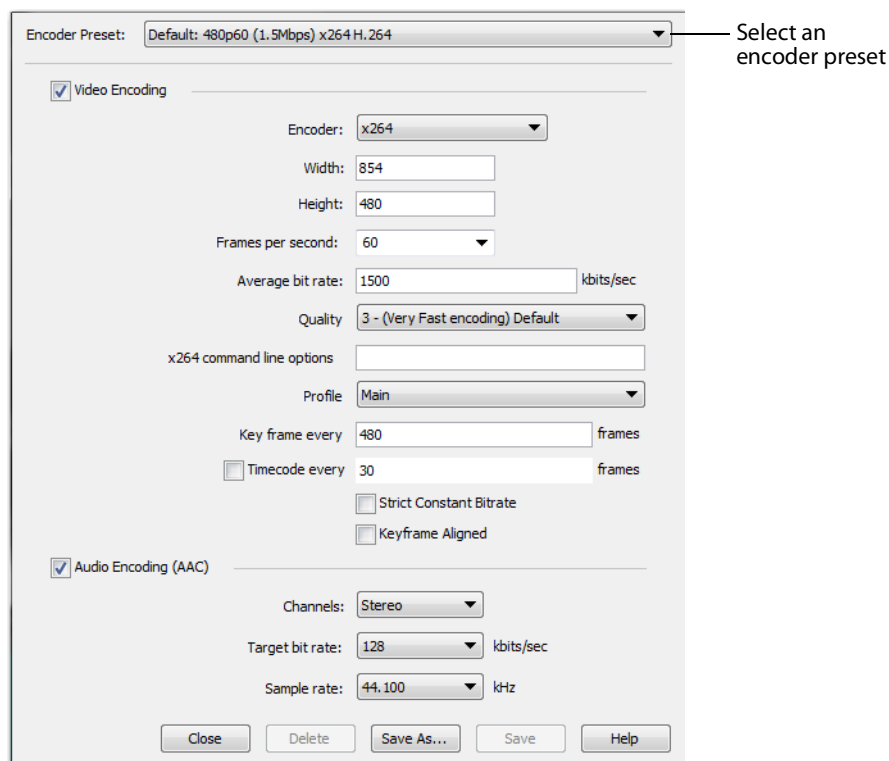 Encoder Preset: Default: 480p60 (1.5Mbps) x264 H.264
Select an
encoder preset
Video Encoding
Encoder: x264
Width: 854
Height: 480
Frames per second: 60
Average bit rate: 1500 kbits/sec
Quality 3 - (Very Fast encoding) Default
x264 command line options
Profile Main
Key frame every 480 frames
Timecode every 30 frames
Strict Constant Bitrate
Keyframe Aligned
Audio Encoding (AAC)
Channels: Stereo
Target bit rate: 128 kbits/sec
Sample rate: 44.100 kHz
Close Delete Save As... Save Help